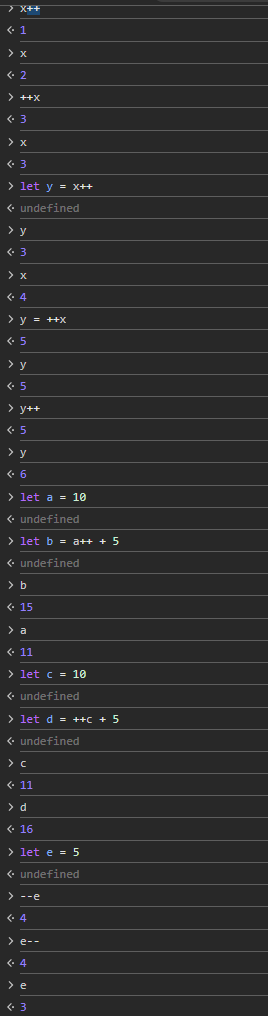 x++
1
x
2
++x
3
x
3
let y = x++
undefined
y
3
x
4
y = ++x
5
y
5
y++
5
y
6
let a = 10
undefined
let b = a++ + 5
undefined
b
15
a
11
let c = 10
undefined
let d = ++c + 5
undefined
c
11
d
16
let e = 5
undefined
--e
4
e--
4
e
3